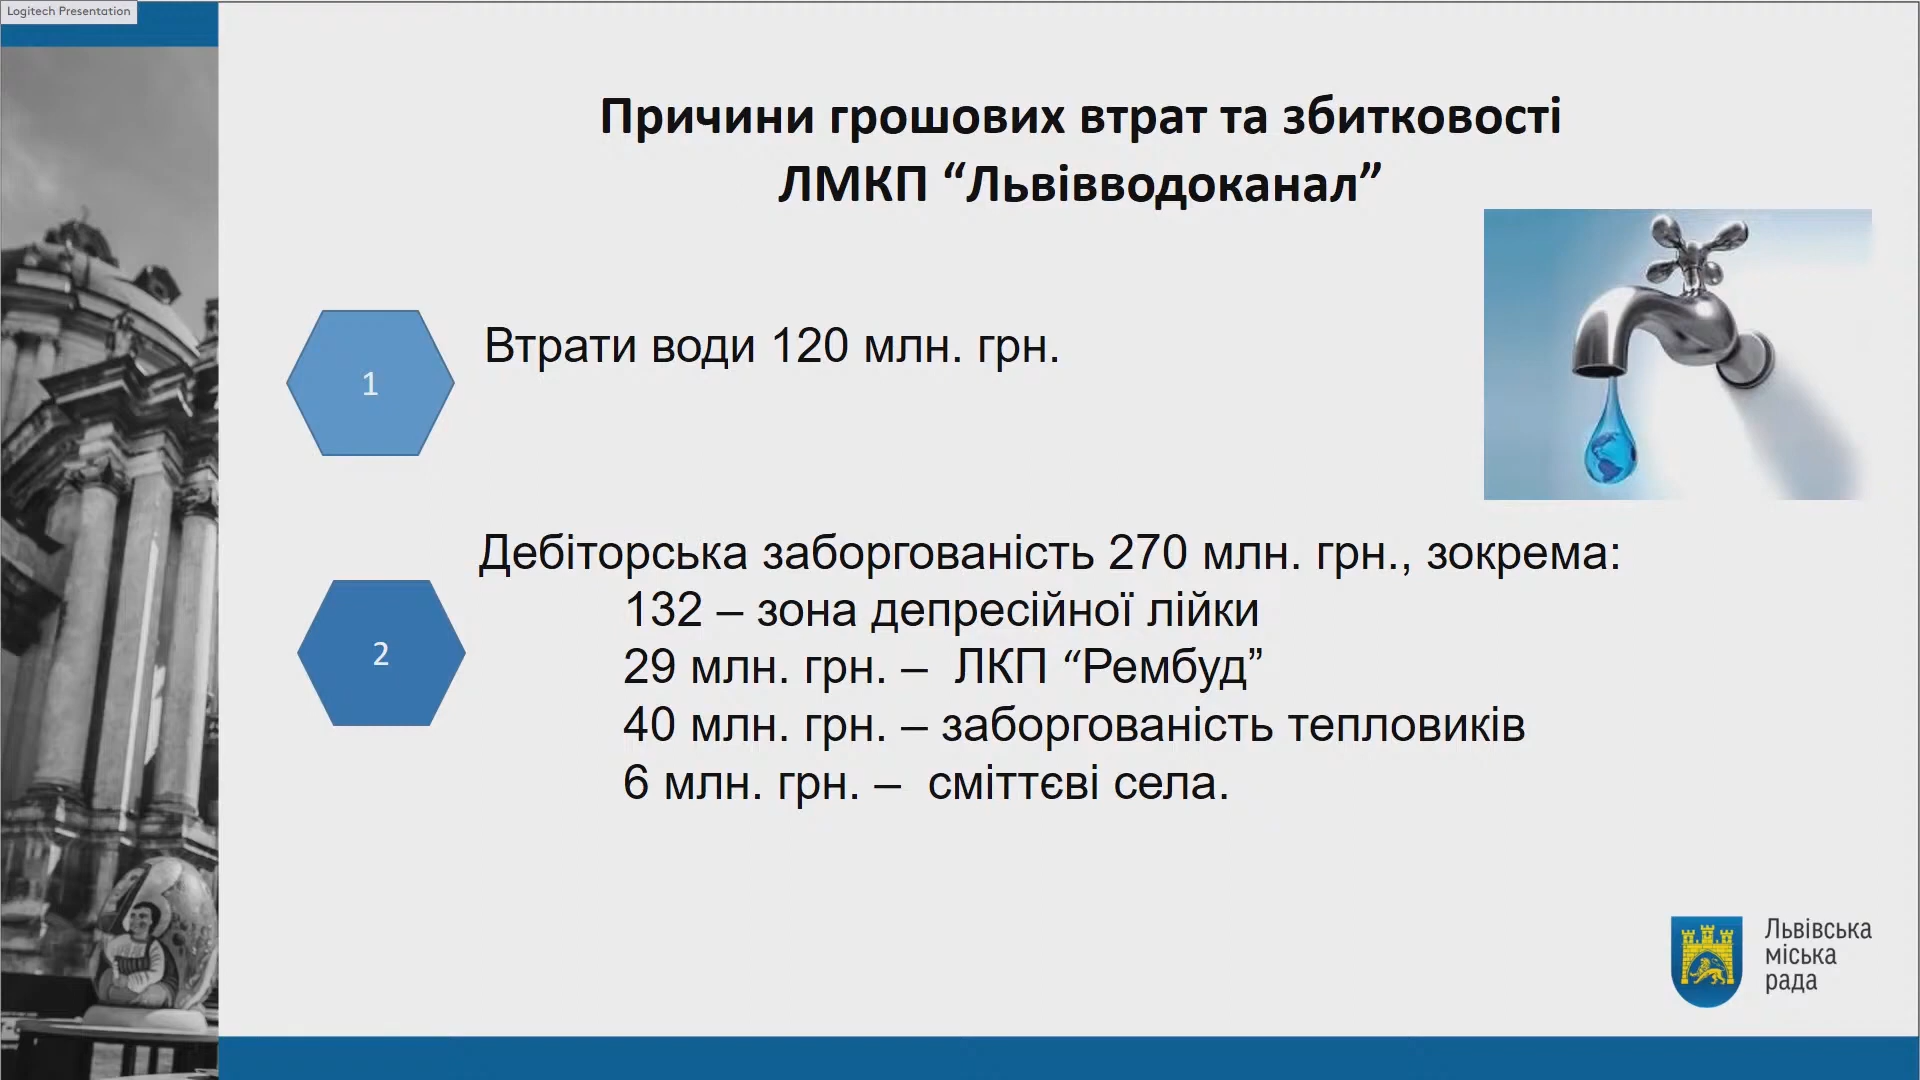 Logitech Presentation
Причини грошових втрат та збитковості
ЛМКП “Львівводоканал”
1
Втрати води 120 млн. грн.
2
Дебіторська заборгованість 270 млн. грн., зокрема:
132 – зона депресійної лійки
29 млн. грн. – ЛКП “Рембуд”
40 млн. грн. – заборгованість тепловиків
6 млн. грн. – сміттєві села.
Львівська
міська
рада